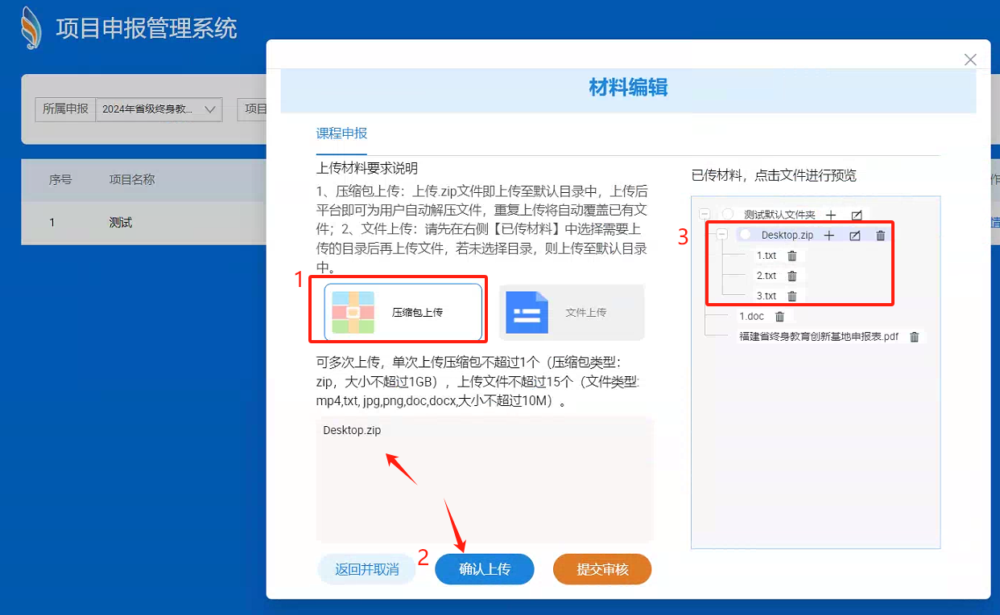 项目申报管理系统
所属申报
2024年省级终身教...
项目
序号
项目名称
作
1
测试
情
材料编辑
课程申报
上传材料要求说明
1、压缩包上传：上传.zip文件即上传至默认目录中，上传后
平台即可为用户自动解压文件，重复上传将自动覆盖已有文
件；2、文件上传：请先在右侧【已传材料】中选择需要上
传的目录后再上传文件，若未选择目录，则上传至默认目录
中。
1
压缩包上传
文件上传
可多次上传，单次上传压缩包不超过1个（压缩包类型：
zip，大小不超过1GB），上传文件不超过15个（文件类型:
mp4,txt, jpg,png,doc,docx,大小不超过10M）。
Desktop.zip
返回并取消
2
确认上传
提交审核
已传材料，点击文件进行预览
测试默认文件夹
3
Desktop.zip
1.txt
2.txt
3.txt
1.doc
福建省终身教育创新基地申报表.pdf